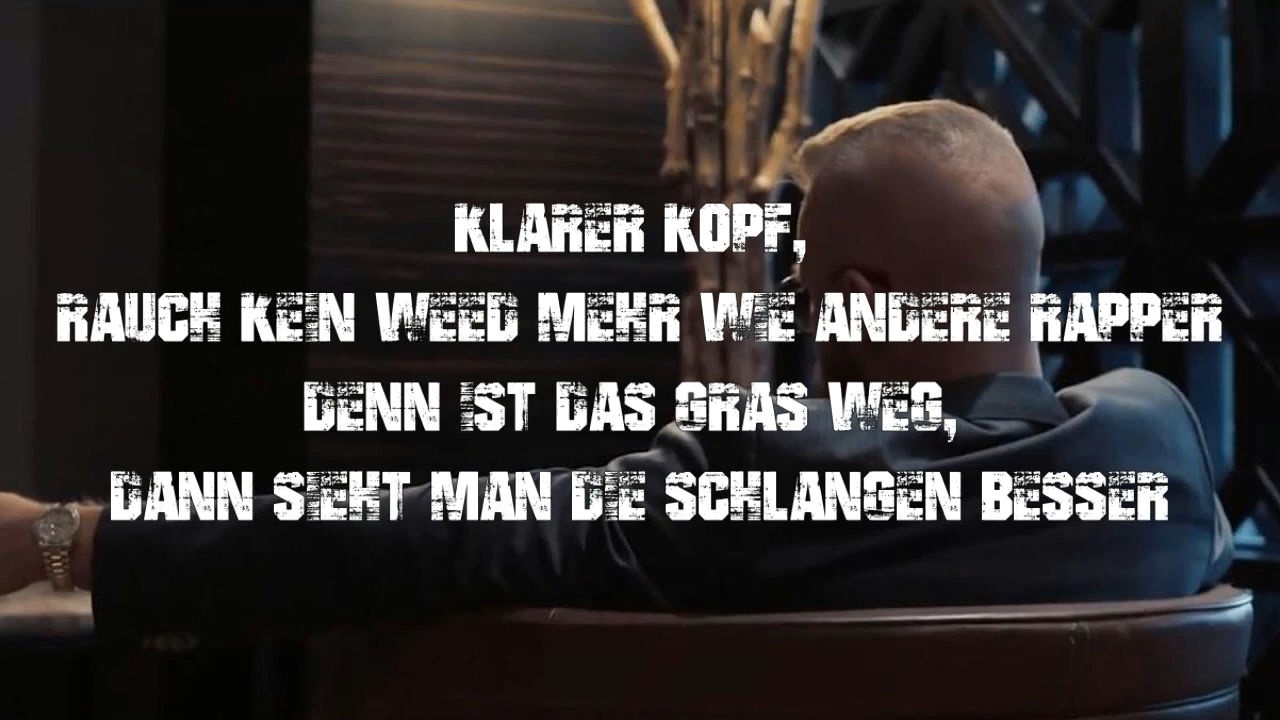 KLARER KOPF,
RAUCH KEIN WEED MEHR WIE ANDERE RAPPER
DENN IST DAS GRAS WEG,
DANN SIEHT MAN DIE SCHLANGEN BESSER